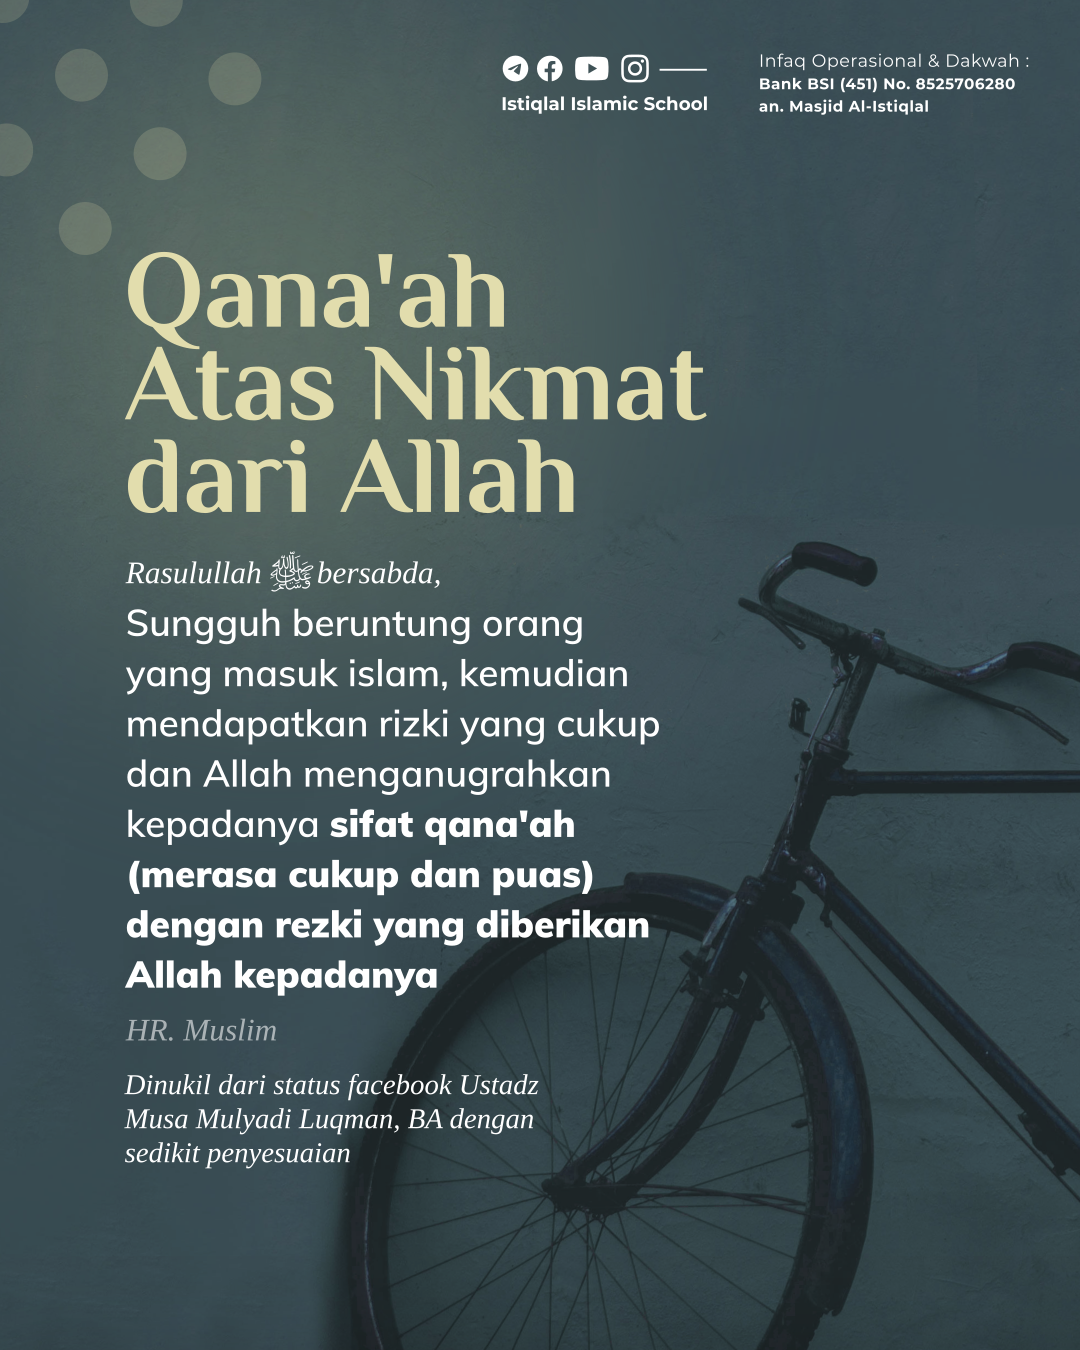 Istiqlal Islamic School
Infaq Operasional & Dakwah :
Bank BSI (451) No. 8525706280
an. Masjid Al-Istiqlal
Qana'ah
Atas Nikmat
dari Allah
Rasulullah ﷺ bersabda,
Sungguh beruntung orang
yang masuk islam, kemudian
mendapatkan rizki yang cukup
dan Allah menganugrahkan
kepadanya sifat qana'ah
(merasa cukup dan puas)
dengan rezki yang diberikan
Allah kepadanya
HR. Muslim
Dinukil dari status facebook Ustadz
Musa Mulyadi Luqman, BA dengan
sedikit penyesuaian